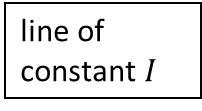 line of
constant I